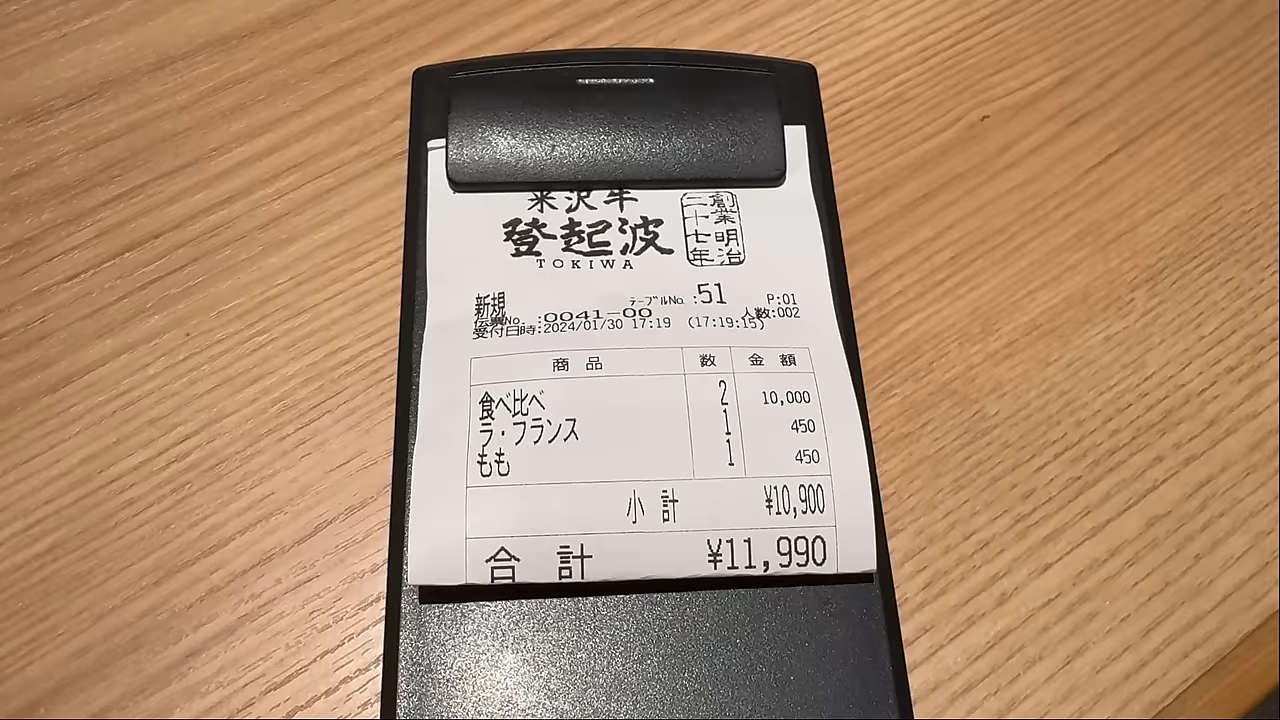 米沢牛
登起波
TOKIWA
創業明治二十七年
新規 テーブルNo. :51 P:01
伝票No. :0041-00 人数:002
受付日時:2024/01/30 17:19 (17:19:15)
商品 数 金額
食べ比べ 2 10,000
ラ・フランス 1 450
もも 1 450
小計 ¥10,900
合計 ¥11,990